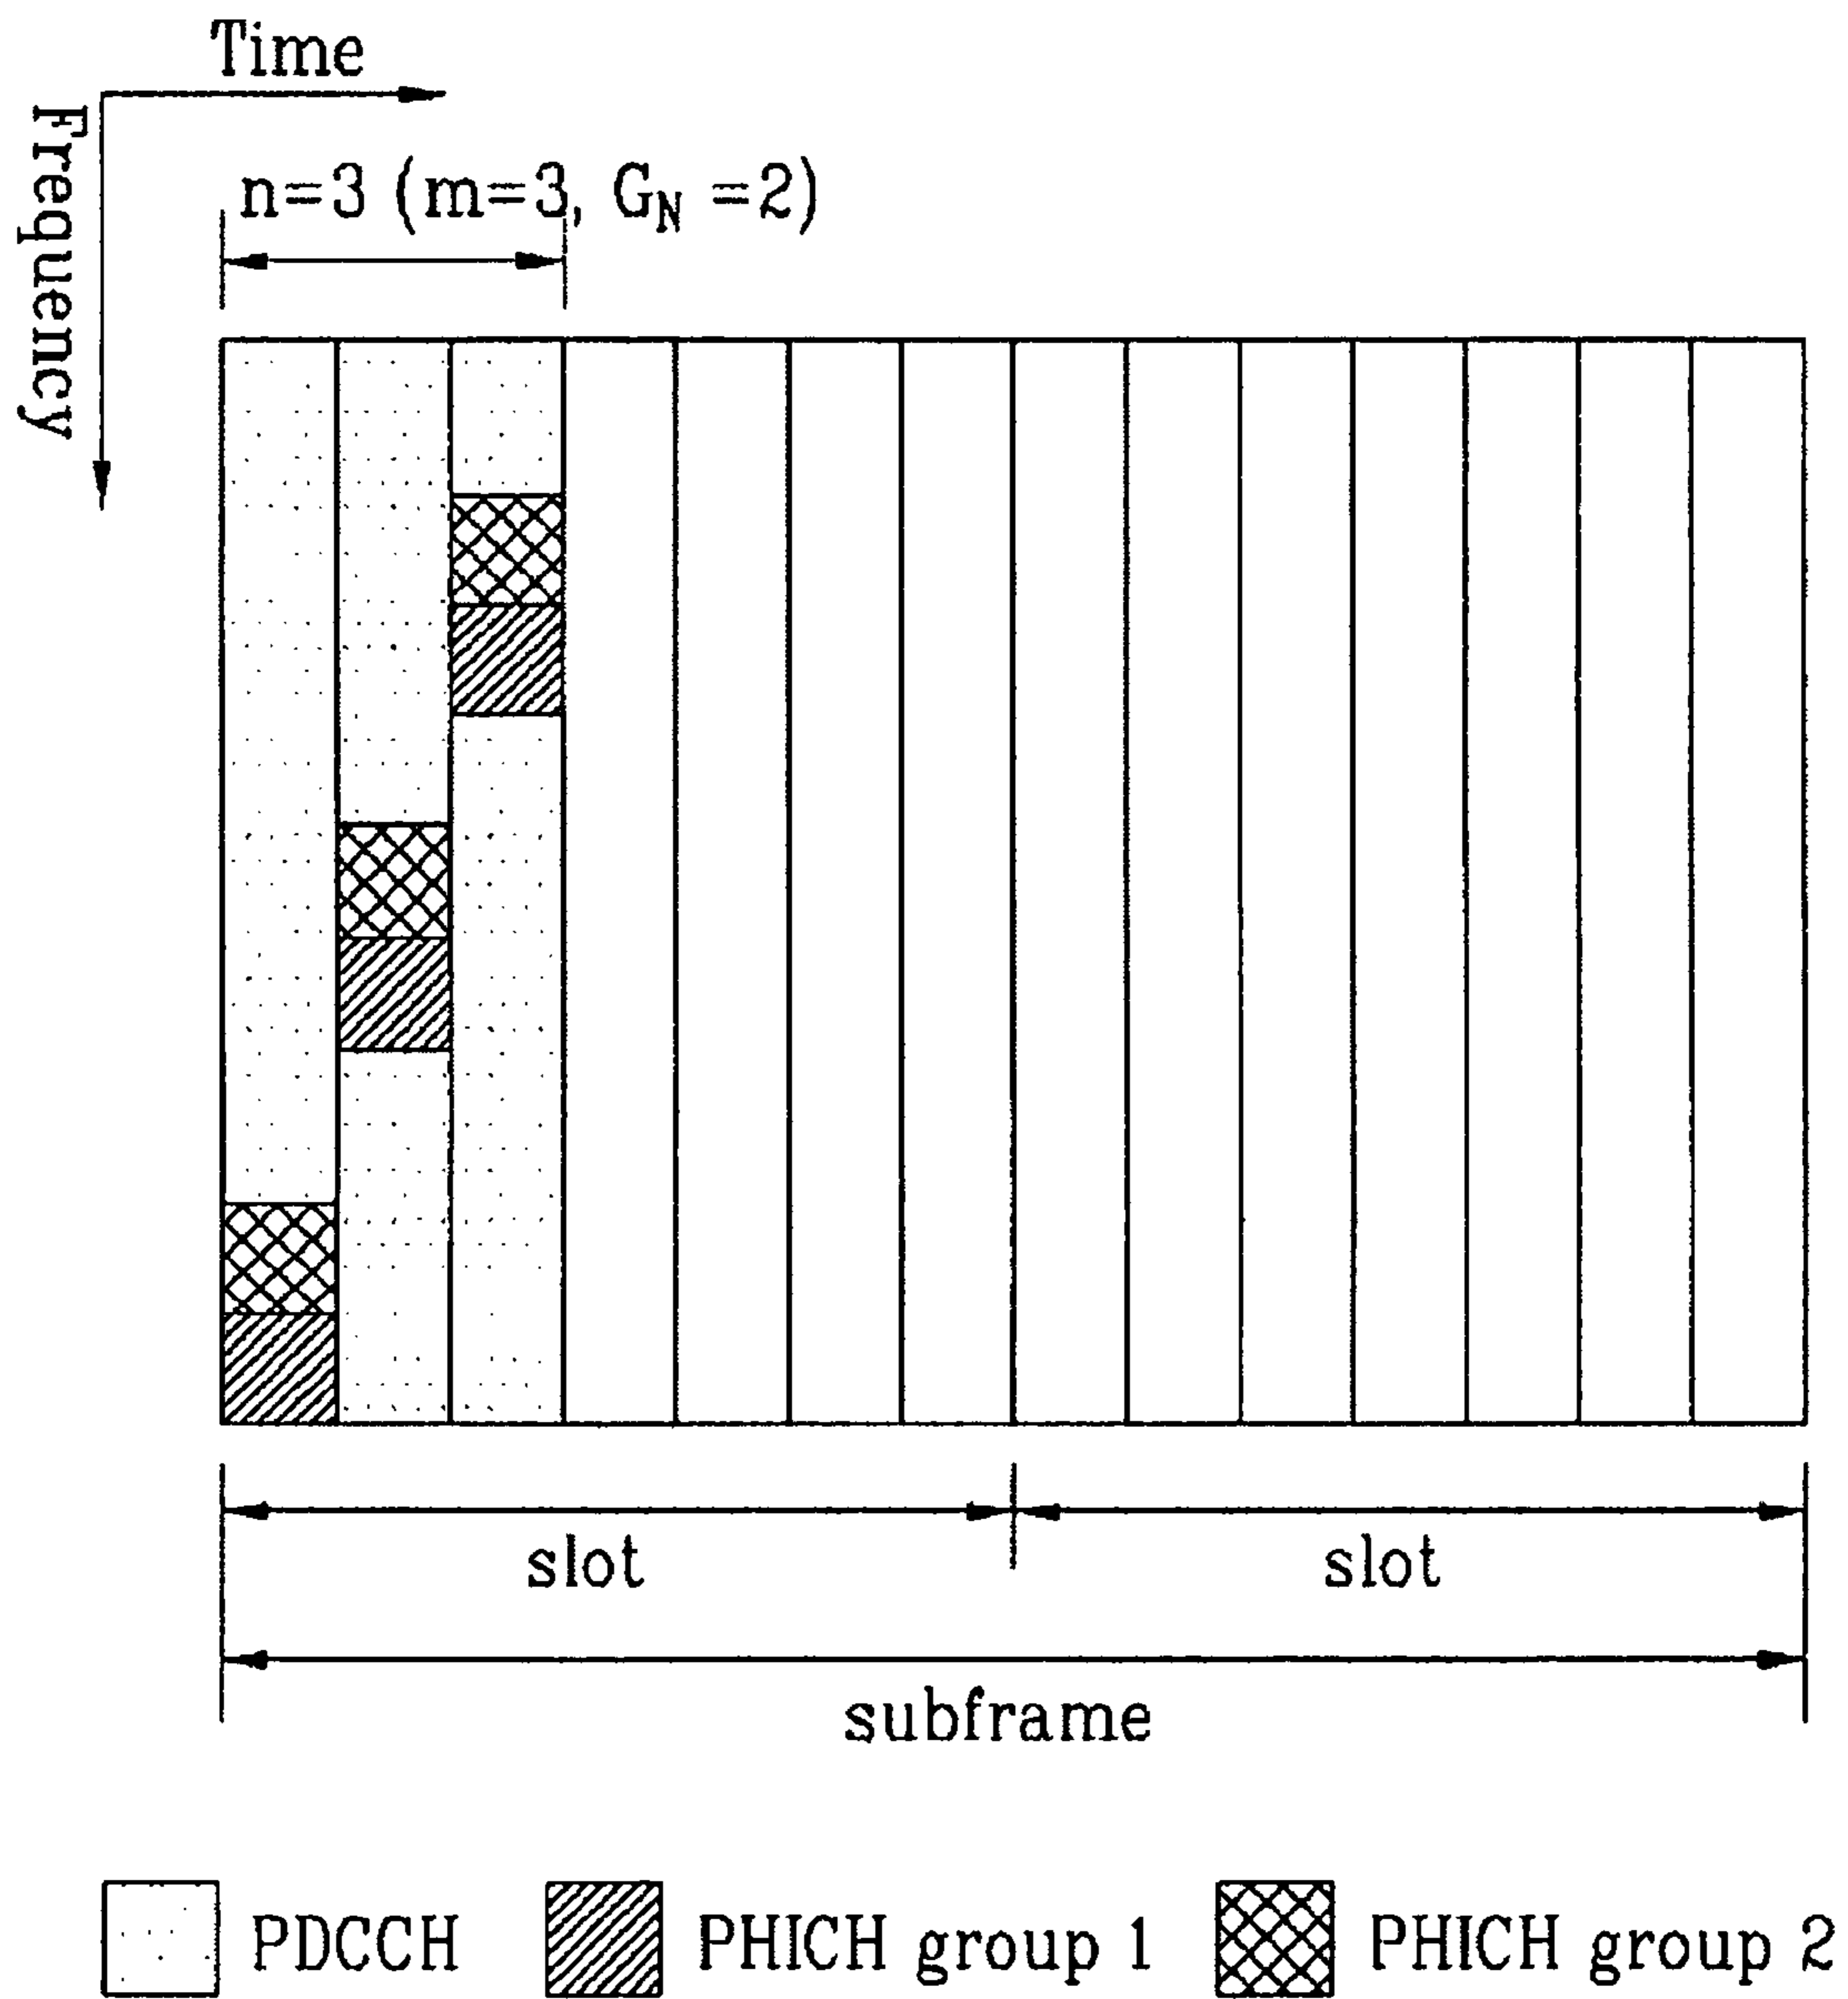 Time
Frequency
n=3 (m=3, G_N =2)
slot
slot
subframe
PDCCH
PHICH group 1
PHICH group 2